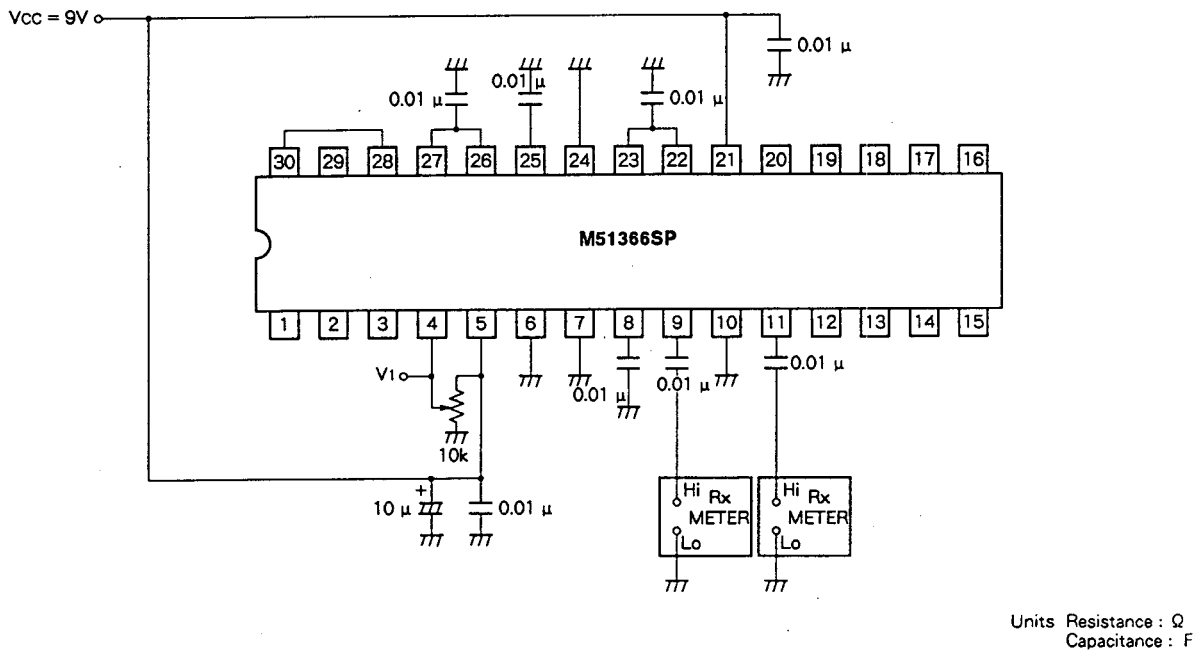 Vcc = 9V
0.01 μ
0.01 μ
0.01 μ
0.01 μ
30 29 28 27 26 25 24 23 22 21 20 19 18 17 16
M51366SP
1 2 3 4 5 6 7 8 9 10 11 12 13 14 15
V1
0.01 μ
0.01 μ
0.01 μ
10k
10 μ
+
0.01 μ
Hi Rx
METER
Lo
Hi Rx
METER
Lo
Units Resistance : Ω
Capacitance : F